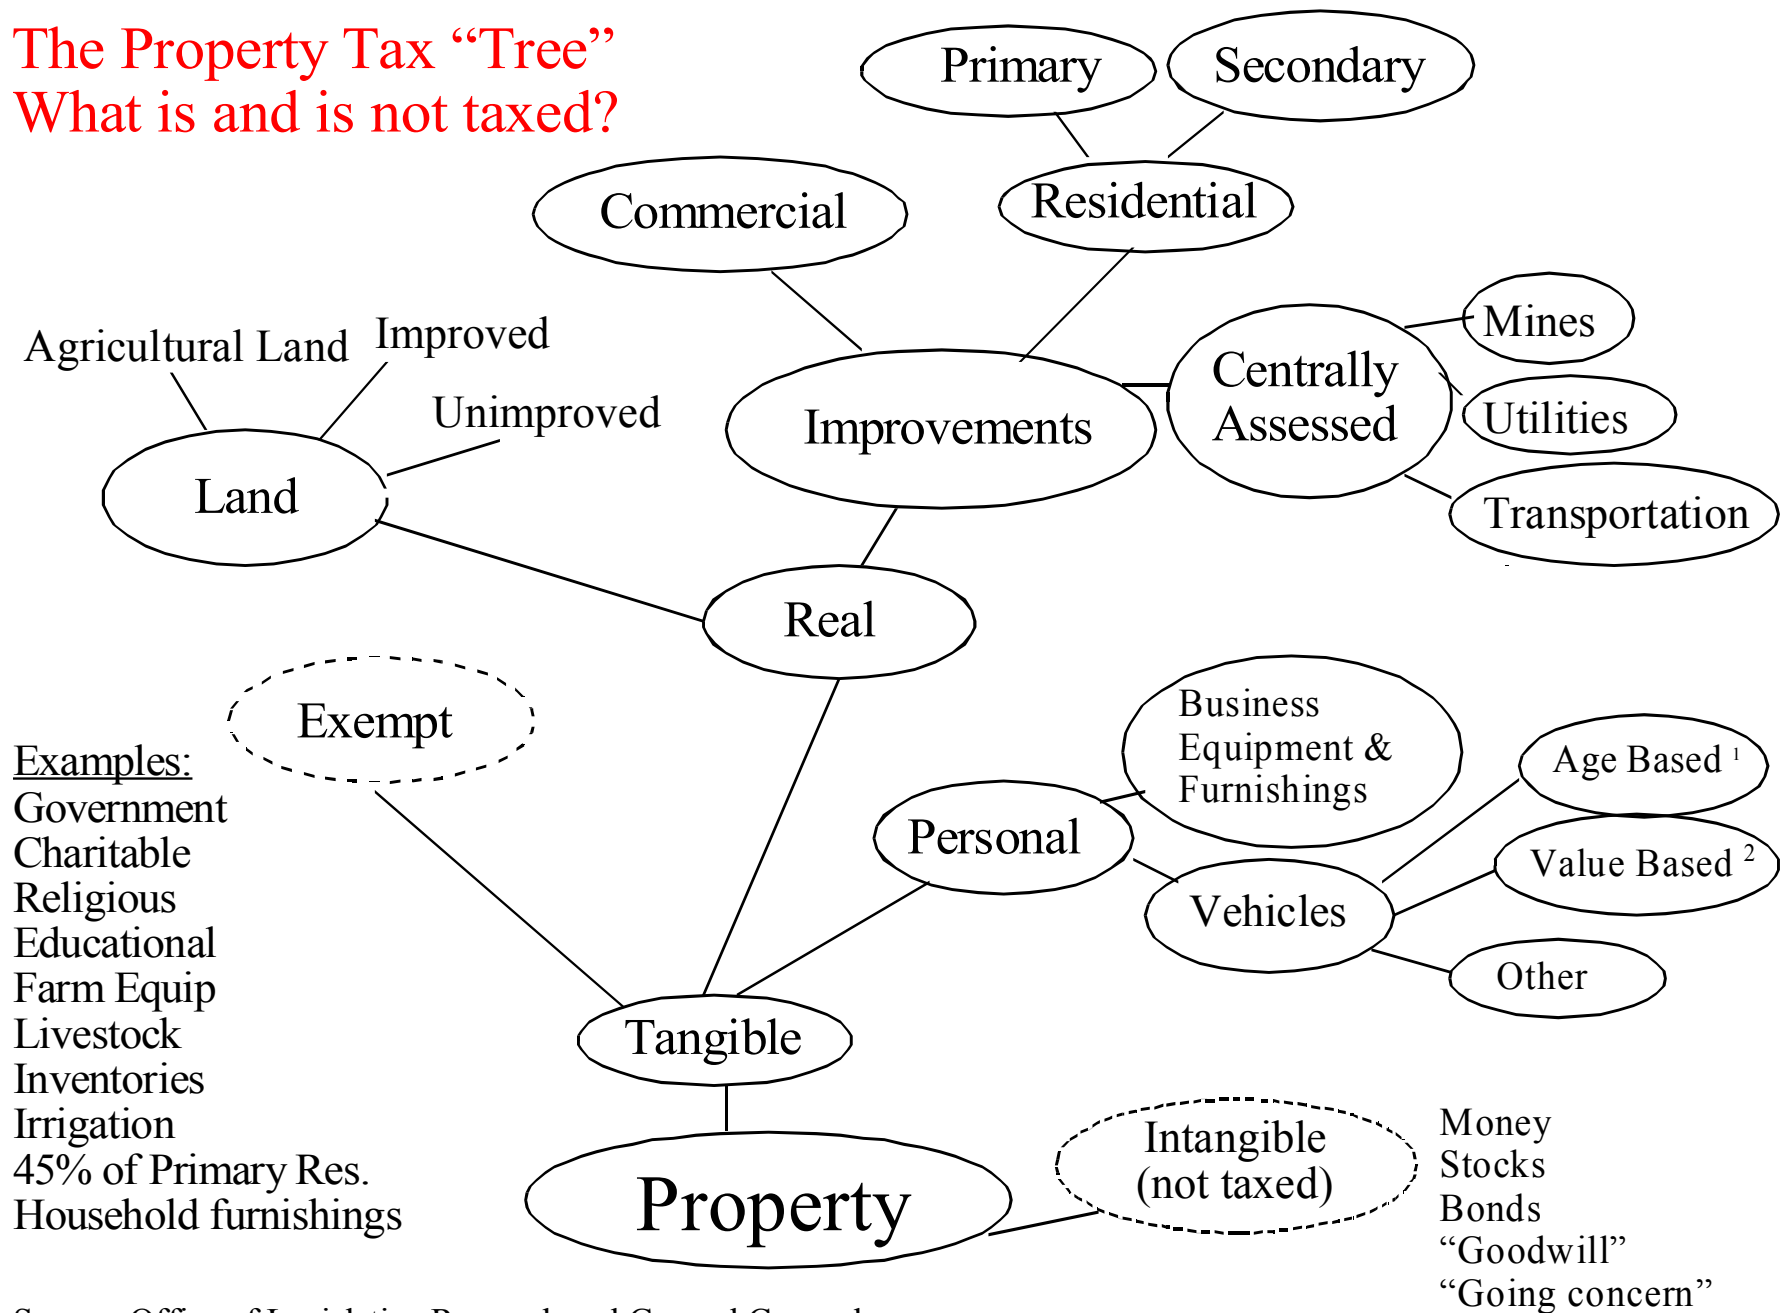 The Property Tax “Tree”
What is and is not taxed?
Primary
Secondary
Commercial
Residential
Agricultural Land
Improved
Unimproved
Land
Improvements
Centrally
Assessed
Mines
Utilities
Transportation
Real
Exempt
Examples:
Government
Charitable
Religious
Educational
Farm Equip
Livestock
Inventories
Irrigation
45% of Primary Res.
Household furnishings
Business
Equipment &
Furnishings
Personal
Vehicles
Age Based 1
Value Based 2
Other
Tangible
Property
Intangible
(not taxed)
Money
Stocks
Bonds
“Goodwill”
“Going concern”